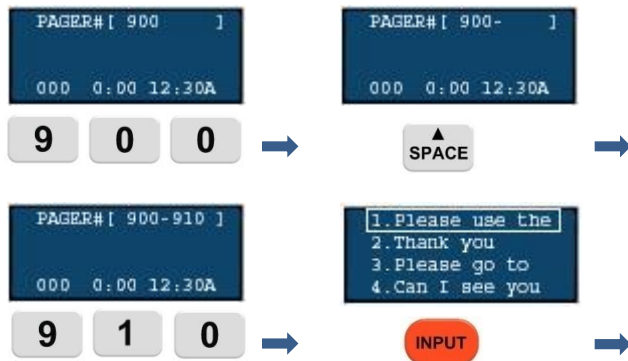 PAGER#[ 900 ]
000 0:00 12:30A
9 0 0
PAGER#[ 900- ]
000 0:00 12:30A
SPACE
PAGER#[ 900-910 ]
000 0:00 12:30A
9 1 0
1.Please use the
2.Thank you
3.Please go to
4.Can I see you
INPUT